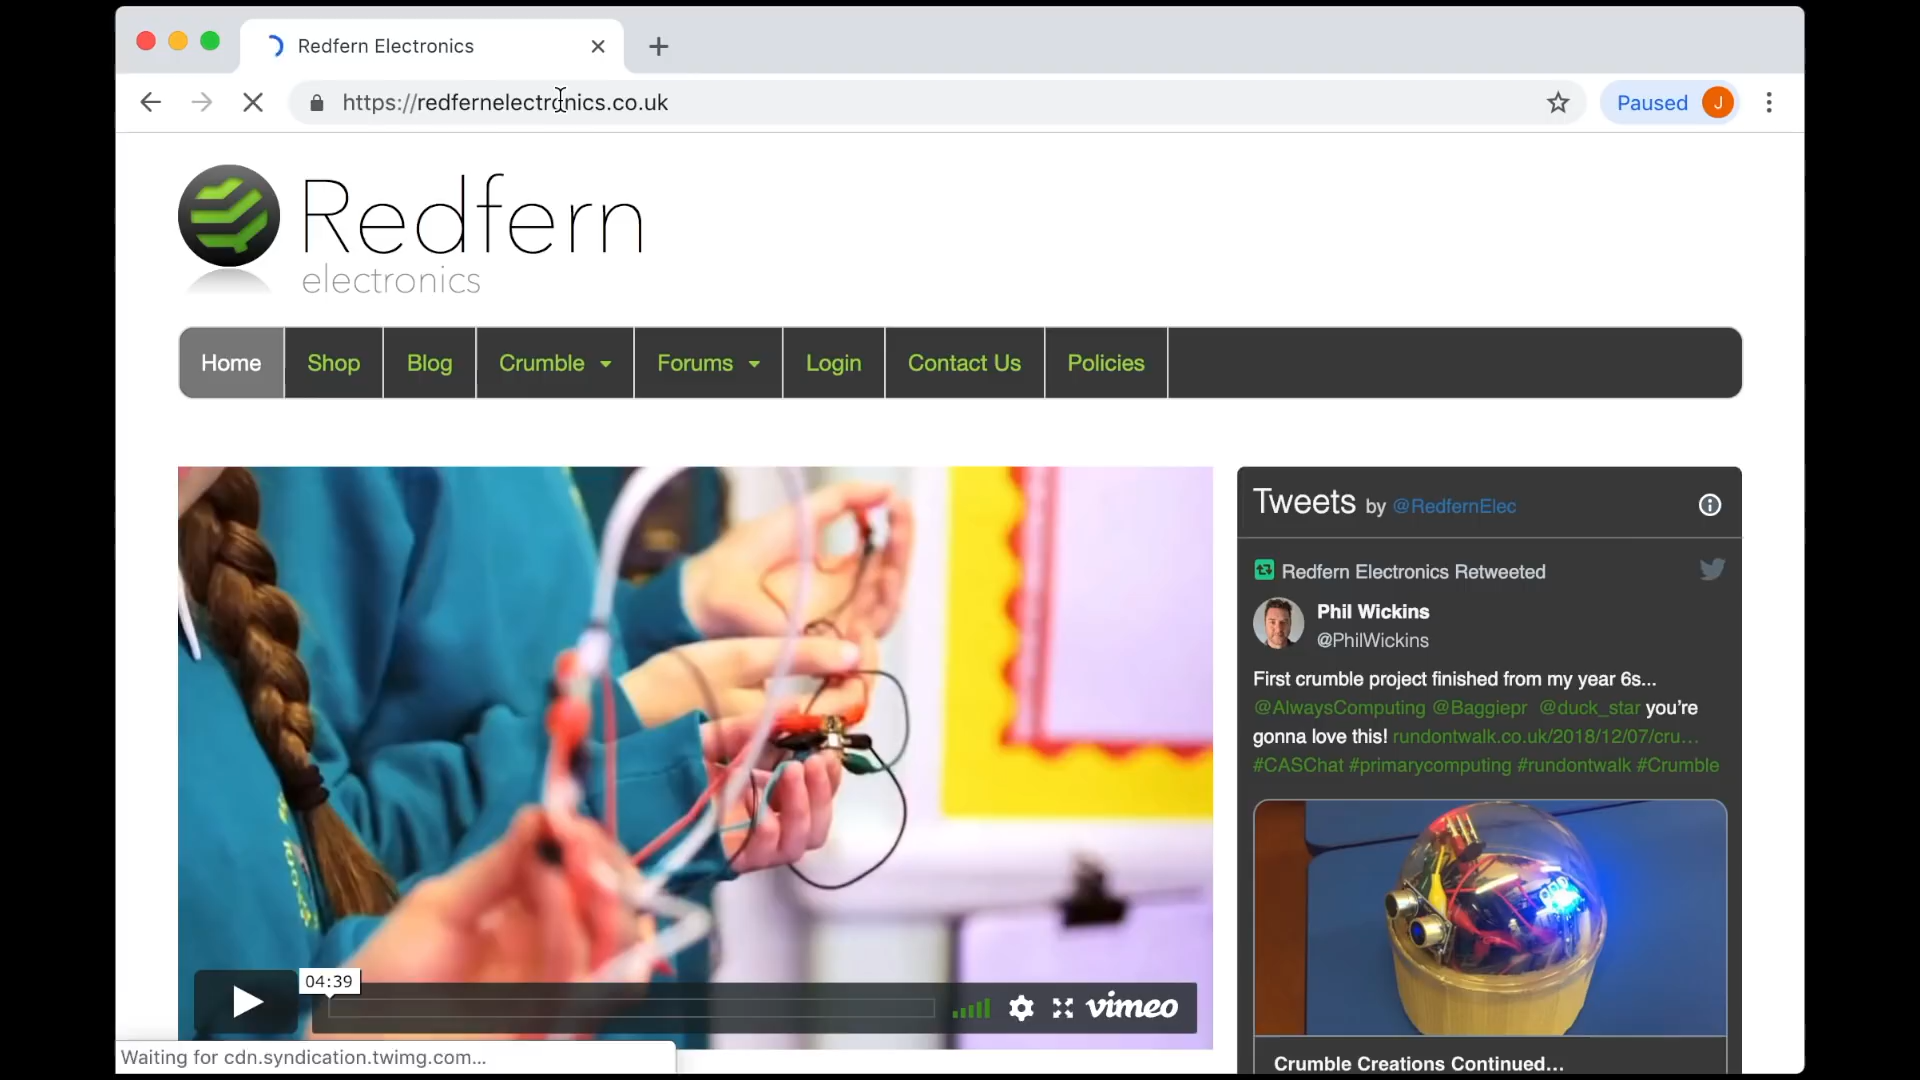 Redfern Electronics
https://redfernelectronics.co.uk
Paused J
Redfern
electronics
Home Shop Blog Crumble Forums Login Contact Us Policies
Tweets by @RedfernElec
Redfern Electronics Retweeted
Phil Wickins
@PhilWickins
First crumble project finished from my year 6s...
@AlwaysComputing @Baggiepr @duck_star you’re
gonna love this! rundontwalk.co.uk/2018/12/07/cru…
#CASChat #primarycomputing #rundontwalk #Crumble
04:39
vimeo
Waiting for cdn.syndication.twimg.com...
Crumble Creations Continued…